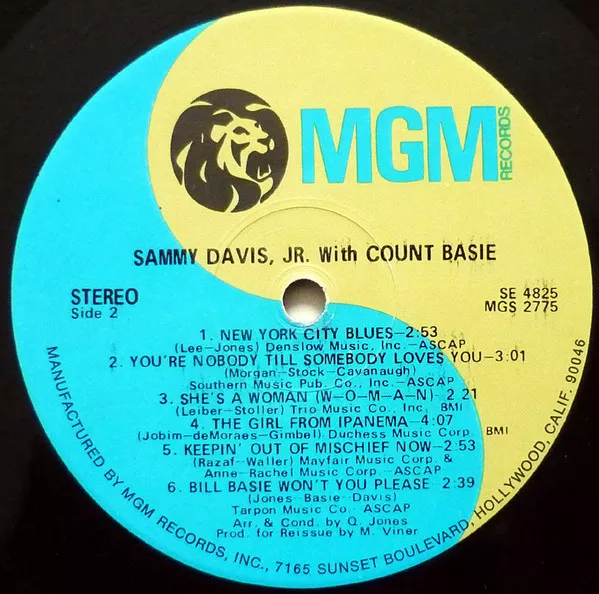 MGM
RECORDS
SAMMY DAVIS, JR. With COUNT BASIE
STEREO
Side 2
SE 4825
MGS 2775
1. NEW YORK CITY BLUES—2:53
(Lee-Jones) Denslow Music, Inc.-ASCAP
2. YOU'RE NOBODY TILL SOMEBODY LOVES YOU—3:01
(Morgan-Stock-Cavanaugh)
Southern Music Pub. Co., Inc.-ASCAP
3. SHE'S A WOMAN (W-O-M-A-N)- 2 21
(Leiber-Stoller) Trio Music Co., Inc, BMI
4. THE GIRL FROM IPANEMA—4:07
(Jobim-deMoraes-Gimbel) Duchess Music Corp. BMI
5. KEEPIN' OUT OF MISCHIEF NOW—2:53
(Razaf-Waller) Mayfair Music Corp. &
Anne-Rachel Music Corp.-ASCAP
6. BILL BASIE WON'T YOU PLEASE—2:39
(Jones-Basie-Davis)
Tarpon Music Co. ASCAP
Arr. & Cond. by Q. Jones
Prod. for Reissue by M. Viner
MANUFACTURED BY MGM RECORDS, INC., 7165 SUNSET BOULEVARD, HOLLYWOOD, CALIF. 90046